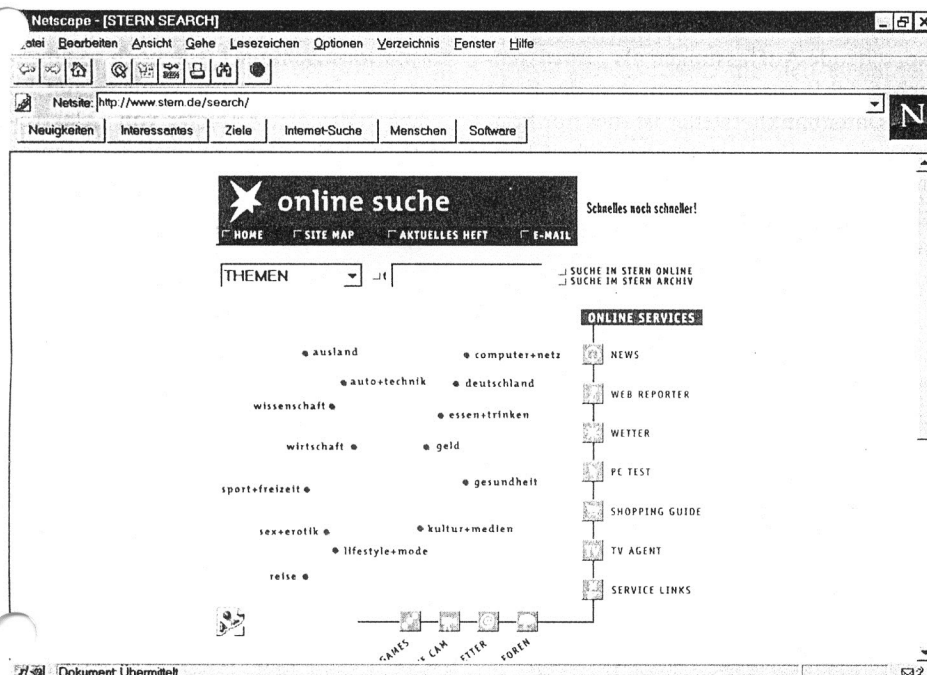 Netscape - [STERN SEARCH]
Bearbeiten Ansicht Gehe Lesezeichen Optionen Verzeichnis Fenster Hilfe
Netsite: http://www.stern.de/search/
Neuigkeiten Interessantes Ziele Internet-Suche Menschen Software
N
online suche
Schnelles noch schneller!
HOME SITE MAP AKTUELLES HEFT E-MAIL
THEMEN
SUCHE IN STERN ONLINE
SUCHE IM STERN ARCHIV
ONLINE SERVICES
ausland
computer+netz
NEWS
auto+technik
deutschland
WEB REPORTER
wissenschaft
essen+trinken
WETTER
wirtschaft
geld
PC TEST
gesundheit
sport+freizeit
SHOPPING GUIDE
sex+erotik
kultur+medien
lifestyle+mode
TV AGENT
reise
SERVICE LINKS
GAMES
CAM
FOREN
Dokument Übermittelt